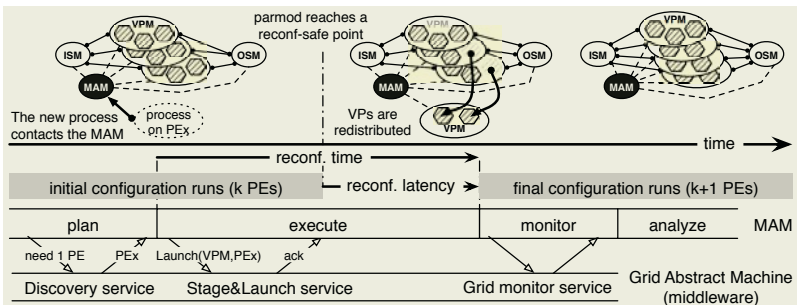 VPM
ISM
OSM
MAM
The new process
contacts the MAM
process
on PEx
parmod reaches a
reconf-safe point
VPM
ISM
OSM
MAM
VPs are
redistributed
VPM
VPM
ISM
OSM
MAM
time
reconf. time
initial configuration runs (k PEs)
reconf. latency
final configuration runs (k+1 PEs)
plan
execute
monitor
analyze
MAM
need 1 PE
PEx
Launch(VPM,PEx)
ack
Discovery service
Stage&Launch service
Grid monitor service
Grid Abstract Machine
(middleware)